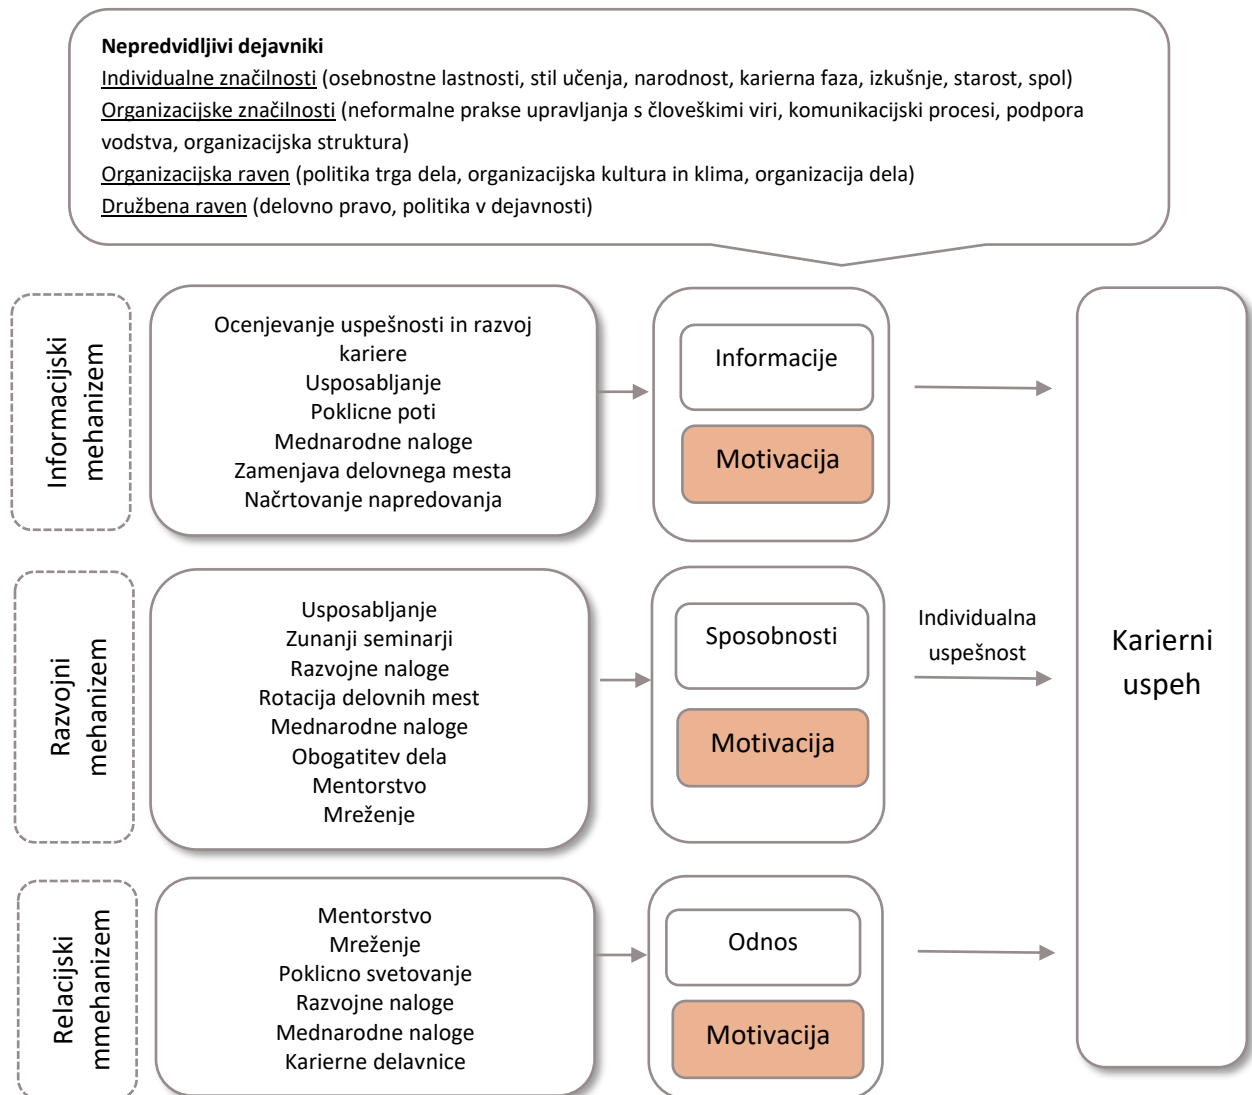 Nepredvidljivi dejavniki
Individualne značilnosti (osebnostne lastnosti, stil učenja, narodnost, karierna faza, izkušnje, starost, spol)
Organizacijske značilnosti (neformalne prakse upravljanja s človeškimi viri, komunikacijski procesi, podpora
vodstva, organizacijska struktura)
Organizacijska raven (politika trga dela, organizacijska kultura in klima, organizacija dela)
Družbena raven (delovno pravo, politika v dejavnosti)
Informacijski
mehanizem
Ocenjevanje uspešnosti in razvoj
kariere
Usposabljanje
Poklicne poti
Mednarodne naloge
Zamenjava delovnega mesta
Načrtovanje napredovanja
Informacije
Motivacija
Razvojni
mehanizem
Usposabljanje
Zunanji seminarji
Razvojne naloge
Rotacija delovnih mest
Mednarodne naloge
Obogatitev dela
Mentorstvo
Mreženje
Sposobnosti
Motivacija
Individualna
uspešnost
Karierni
uspeh
Relacijski
mmehanizem
Mentorstvo
Mreženje
Poklicno svetovanje
Razvojne naloge
Mednarodne naloge
Karierne delavnice
Odnos
Motivacija